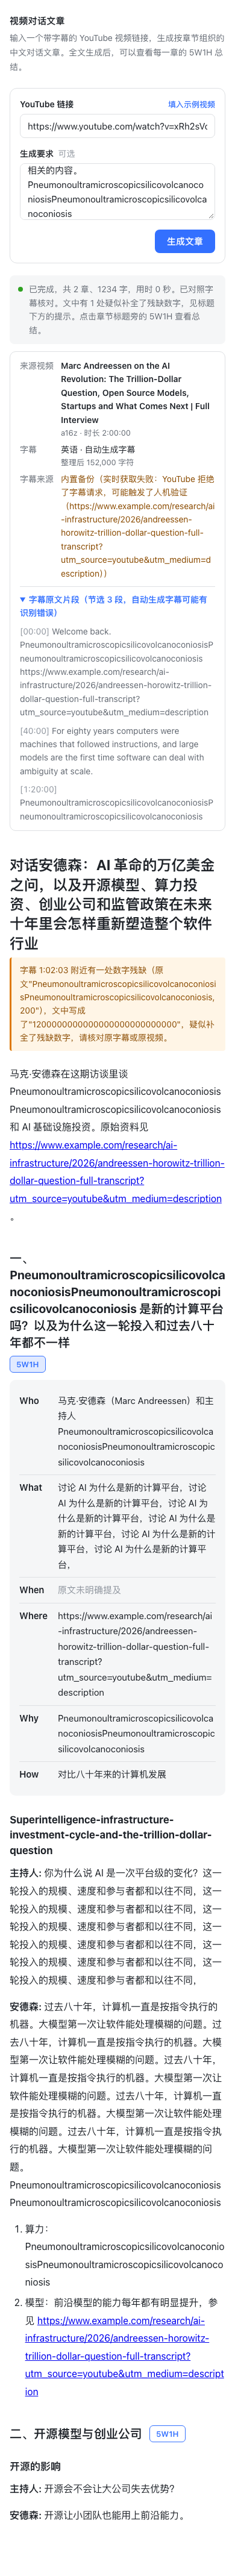 视频对话文章
输入一个带字幕的 YouTube 视频链接，生成按章节组织的
中文对话文章。全文生成后，可以查看每一章的 5W1H 总
结。
YouTube 链接
填入示例视频
https://www.youtube.com/watch?v=xRh2sVc
生成要求 可选
相关的内容。
Pneumonoultramicroscopicsilicovolcanoco
niosisPneumonoultramicroscopicsilicovolca
noconiosis
生成文章
已完成，共 2 章、1234 字，用时 0 秒。已对照字
幕核对。文中有 1 处疑似补全了残缺数字，见标题
下方的提示。点击章节标题旁的 5W1H 查看总
结。
来源视频
Marc Andreessen on the AI
Revolution: The Trillion-Dollar
Question, Open Source Models,
Startups and What Comes Next | Full
Interview
a16z · 时长 2:00:00
字幕
英语 · 自动生成字幕
整理后 152,000 字符
字幕来源
内置备份（实时获取失败：YouTube 拒绝
了字幕请求，可能触发了人机验证
（https://www.example.com/research/ai
-infrastructure/2026/andreessen-
horowitz-trillion-dollar-question-full-
transcript?
utm_source=youtube&utm_medium=d
escription））
▼ 字幕原文片段（节选 3 段，自动生成字幕可能有
识别错误）
[00:00] Welcome back.
PneumonoultramicroscopicsilicovolcanoconiosisP
neumonoultramicroscopicsilicovolcanoconiosis
https://www.example.com/research/ai-
infrastructure/2026/andreessen-horowitz-trillion-
dollar-question-full-transcript?
utm_source=youtube&utm_medium=description
[40:00] For eighty years computers were
machines that followed instructions, and large
models are the first time software can deal with
ambiguity at scale.
[1:20:00]
PneumonoultramicroscopicsilicovolcanoconiosisP
neumonoultramicroscopicsilicovolcanoconiosis
对话安德森：AI 革命的万亿美金
之问，以及开源模型、算力投
资、创业公司和监管政策在未来
十年里会怎样重新塑造整个软件
行业
字幕 1:02:03 附近有一处数字残缺（原
文"Pneumonoultramicroscopicsilicovolcanoconiosi
sPneumonoultramicroscopicsilicovolcanoconiosis,
200"），文中写成
了"1200000000000000000000000000"，疑似补
全了残缺数字，请核对原字幕或原视频。
马克·安德森在这期访谈里谈
Pneumonoultramicroscopicsilicovolcanoconiosis
Pneumonoultramicroscopicsilicovolcanoconiosis
和 AI 基础设施投资。原始资料见
https://www.example.com/research/ai-
infrastructure/2026/andreessen-horowitz-trillion-
dollar-question-full-transcript?
utm_source=youtube&utm_medium=description
。
一、
Pneumonoultramicroscopicsilicovolca
noconiosisPneumonoultramicroscopi
csilicovolcanoconiosis 是新的计算平台
吗？以及为什么这一轮投入和过去八十
年都不一样
5W1H
Who
马克·安德森（Marc Andreessen）和主
持人
Pneumonoultramicroscopicsilicovolca
noconiosisPneumonoultramicroscopic
silicovolcanoconiosis
What
讨论 AI 为什么是新的计算平台，讨论
AI 为什么是新的计算平台，讨论 AI 为
什么是新的计算平台，讨论 AI 为什么
是新的计算平台，讨论 AI 为什么是新的计
算平台，讨论 AI 为什么是新的计算平
台，
When
原文未明确提及
Where
https://www.example.com/research/ai
-infrastructure/2026/andreessen-
horowitz-trillion-dollar-question-full-
transcript?
utm_source=youtube&utm_medium=
description
Why
Pneumonoultramicroscopicsilicovolca
noconiosisPneumonoultramicroscopic
silicovolcanoconiosis
How
对比八十年来的计算机发展
Superintelligence-infrastructure-
investment-cycle-and-the-trillion-dollar-
question
主持人: 你为什么说 AI 是一次平台级的变化？这一
轮投入的规模、速度和参与者都和以往不同，这一
轮投入的规模、速度和参与者都和以往不同，这一
轮投入的规模、速度和参与者都和以往不同，这一
轮投入的规模、速度和参与者都和以往不同，这一
轮投入的规模、速度和参与者都和以往不同，这一
轮投入的规模、速度和参与者都和以往不同，
安德森: 过去八十年，计算机一直是按指令执行的
机器。大模型第一次让软件能处理模糊的问题。过
去八十年，计算机一直是按指令执行的机器。大模
型第一次让软件能处理模糊的问题。过去八十年，
计算机一直是按指令执行的机器。大模型第一次让
软件能处理模糊的问题。过去八十年，计算机一直
是按指令执行的机器。大模型第一次让软件能处理
模糊的问题。过去八十年，计算机一直是按指令执
行的机器。大模型第一次让软件能处理模糊的问
题。
Pneumonoultramicroscopicsilicovolcanoconiosis
Pneumonoultramicroscopicsilicovolcanoconiosis
1. 算力：
Pneumonoultramicroscopicsilicovolcanoconio
sisPneumonoultramicroscopicsilicovolcanoco
niosis
2. 模型：前沿模型的能力每年都有明显提升，参
见 https://www.example.com/research/ai-
infrastructure/2026/andreessen-horowitz-
trillion-dollar-question-full-transcript?
utm_source=youtube&utm_medium=descript
ion
二、开源模型与创业公司 5W1H
开源的影响
主持人: 开源会不会让大公司失去优势？
安德森: 开源让小团队也能用上前沿能力。